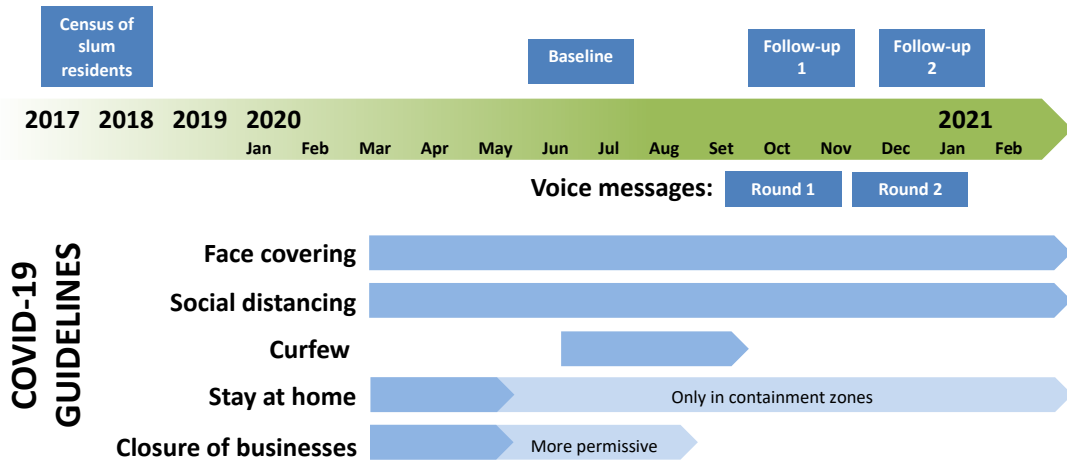 Census of
slum
residents
Baseline
Follow-up
1
Follow-up
2
2017 2018 2019 2020 2021
Jan Feb Mar Apr May Jun Jul Aug Set Oct Nov Dec Jan Feb
Voice messages: Round 1 Round 2
COVID-19
GUIDELINES
Face covering
Social distancing
Curfew
Stay at home Only in containment zones
Closure of businesses More permissive